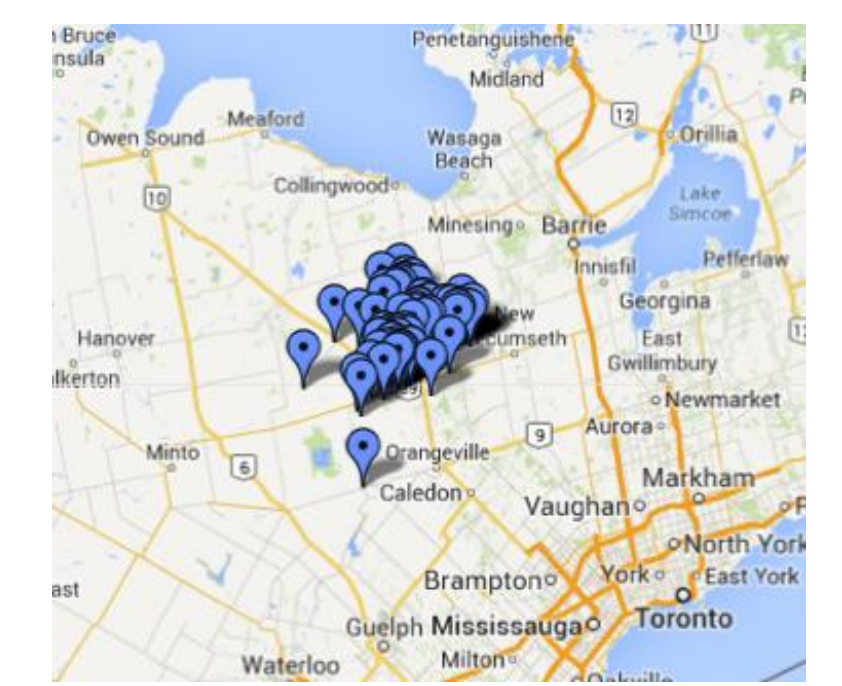 Bruce
nsula
Penetanguishene
Midland
11
12
Orillia
Meaford
Owen Sound
Wasaga
Beach
Collingwood
10
Lake
Simcoe
Minesing
Barrie
Innisfil
Pefferlaw
Georgina
New
cumseth
Hanover
lkerton
East
Gwillimbury
Newmarket
9
Aurora
Minto
6
Orangeville
Caledon
Markham
Vaughan
North York
York
East York
Brampton
ast
Toronto
Guelph
Mississauga
Waterloo
Milton
Oakville